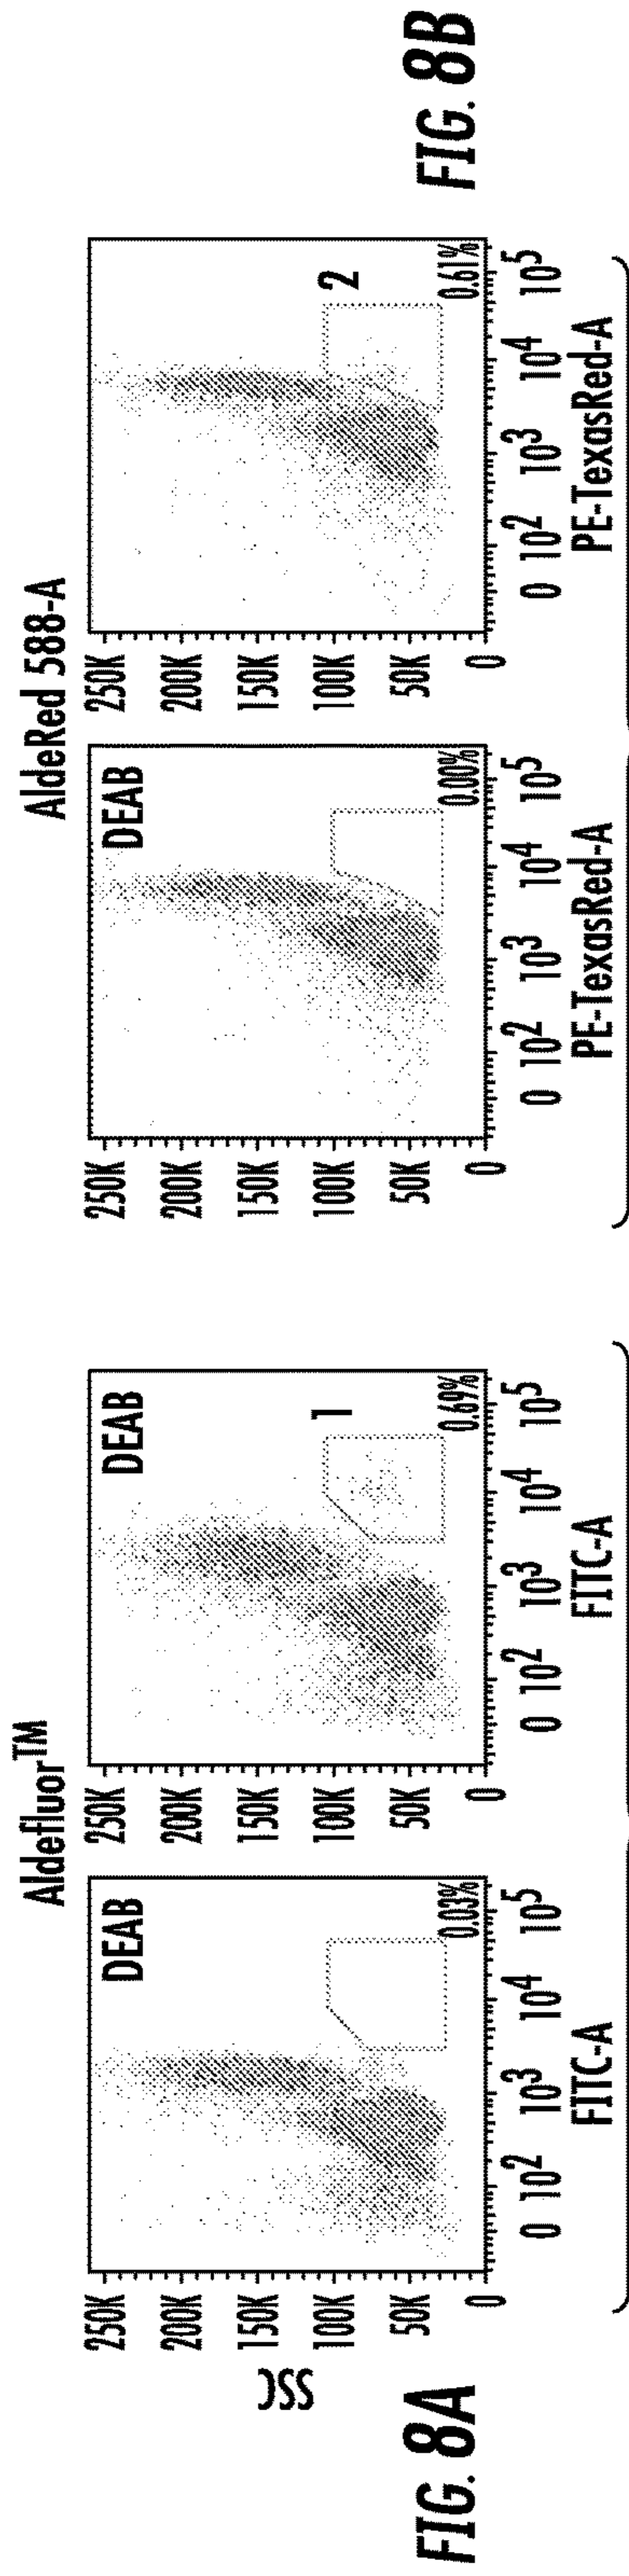 FIG. 8A
Aldefluor™
SSC
250K
200K
150K
100K
50K
0
DEAB
0.03%
0 10² 10³ 10⁴ 10⁵
FITC-A
250K
200K
150K
100K
50K
0
DEAB
1
0.69%
0 10² 10³ 10⁴ 10⁵
FITC-A
FIG. 8B
AldeRed 588-A
250K
200K
150K
100K
50K
0
DEAB
0.00%
0 10² 10³ 10⁴ 10⁵
PE-TexasRed-A
250K
200K
150K
100K
50K
0
2
0.61%
0 10² 10³ 10⁴ 10⁵
PE-TexasRed-A